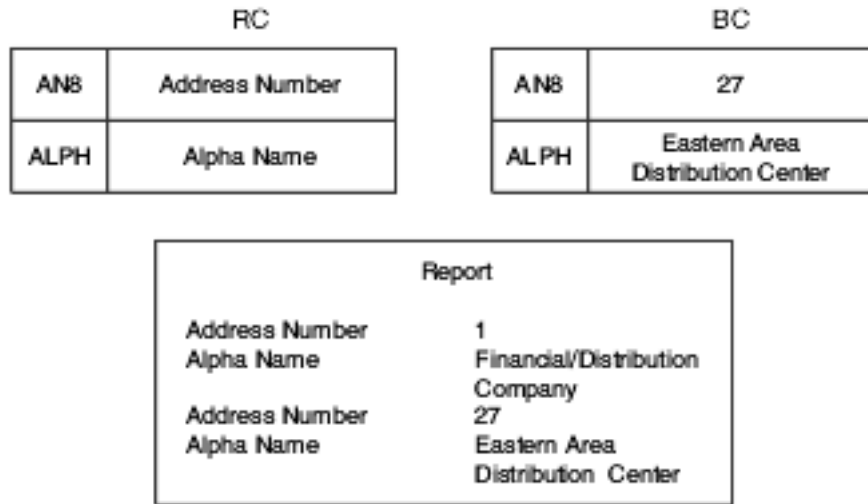 RC
BC
AN8 Address Number
AN8 27
ALPH Alpha Name
ALPH Eastern Area
Distribution Center
Report
Address Number 1
Alpha Name Financial/Distribution
Company
Address Number 27
Alpha Name Eastern Area
Distribution Center